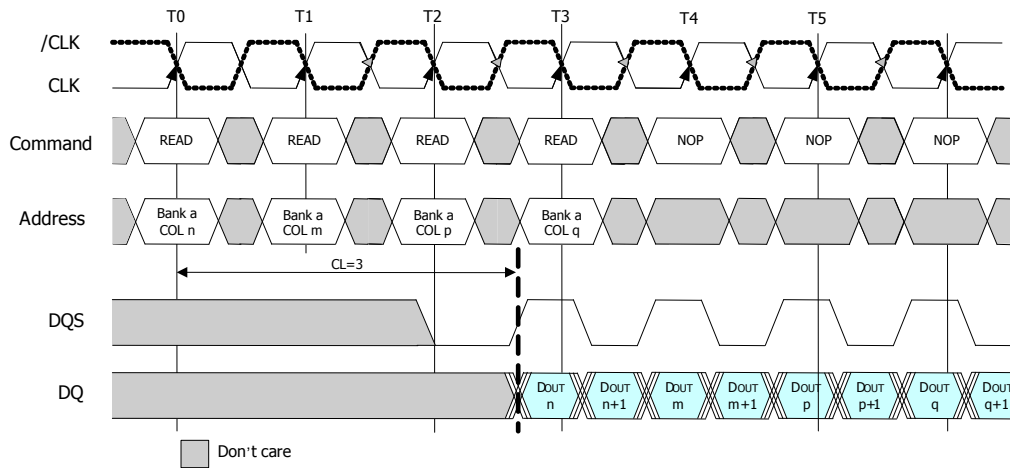 T0 T1 T2 T3 T4 T5
/CLK
CLK
Command READ READ READ READ NOP NOP NOP
Address Bank a COL n Bank a COL m Bank a COL p Bank a COL q
CL=3
DQS
DQ DOUT n DOUT n+1 DOUT m DOUT m+1 DOUT p DOUT p+1 DOUT q DOUT q+1
Don't care